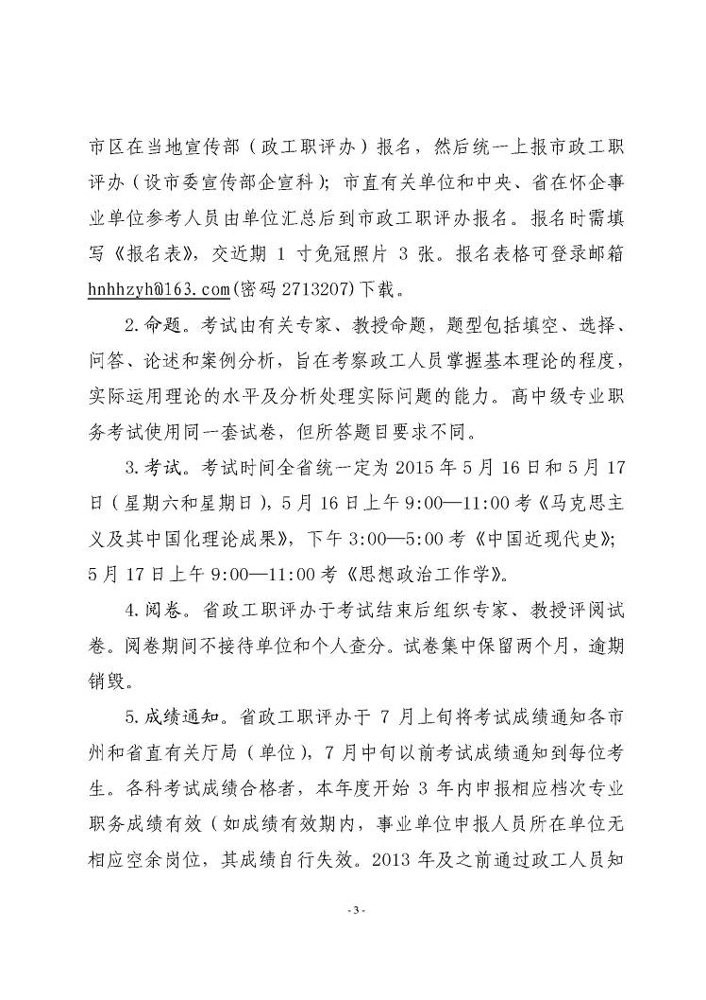 市区在当地宣传部（政工职评办）报名，然后统一上报市政工职
评办（设市委宣传部企宣科）；市直有关单位和中央、省在怀企事
业单位参考人员由单位汇总后到市政工职评办报名。报名时需填
写《报名表》，交近期 1 寸免冠照片 3 张。报名表格可登录邮箱
hnhhzyh@163.com(密码 2713207)下载。
2.命题。考试由有关专家、教授命题，题型包括填空、选择、
问答、论述和案例分析，旨在考察政工人员掌握基本理论的程度，
实际运用理论的水平及分析处理实际问题的能力。高中级专业职
务考试使用同一套试卷，但所答题目要求不同。
3.考试。考试时间全省统一定为 2015 年 5 月 16 日和 5 月 17
日（星期六和星期日），5 月 16 日上午 9:00—11:00 考《马克思主
义及其中国化理论成果》，下午 3:00—5:00 考《中国近现代史》；
5 月 17 日上午 9:00—11:00 考《思想政治工作学》。
4.阅卷。省政工职评办于考试结束后组织专家、教授评阅试
卷。阅卷期间不接待单位和个人查分。试卷集中保留两个月，逾期
销毁。
5.成绩通知。省政工职评办于 7 月上旬将考试成绩通知各市
州和省直有关厅局（单位），7 月中旬以前考试成绩通知到每位考
生。各科考试成绩合格者，本年度开始 3 年内申报相应档次专业
职务成绩有效（如成绩有效期内，事业单位申报人员所在单位无
相应空余岗位，其成绩自行失效。2013 年及之前通过政工人员知
- 3 -